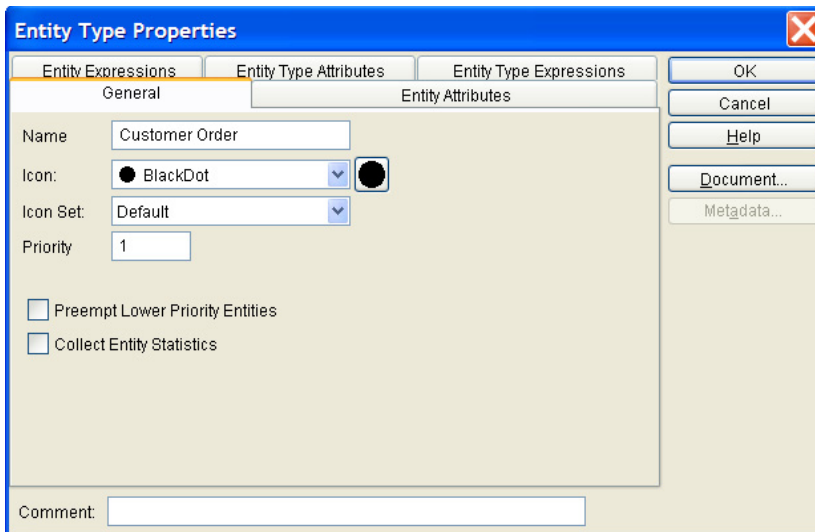 Entity Type Properties
Entity Expressions Entity Type Attributes Entity Type Expressions
General Entity Attributes
OK
Cancel
Help
Document...
Metadata...
Name Customer Order
Icon: BlackDot
Icon Set: Default
Priority 1
Preempt Lower Priority Entities
Collect Entity Statistics
Comment: